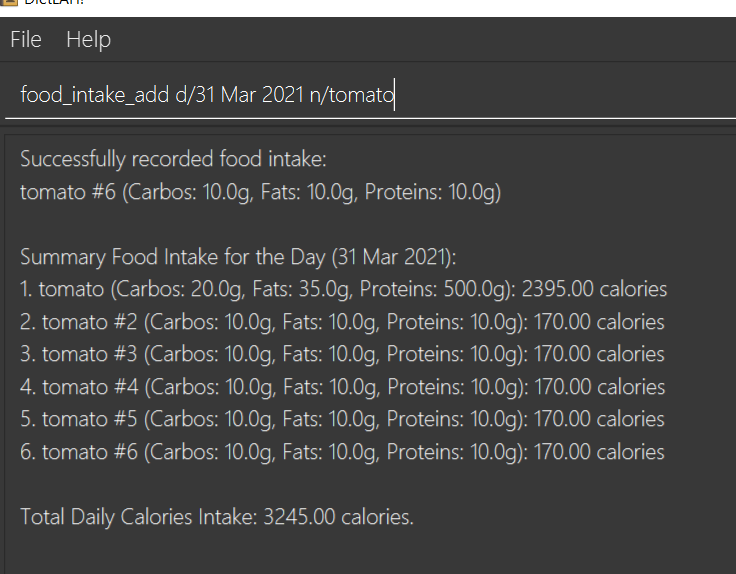 File Help
food_intake_add d/31 Mar 2021 n/tomato
Successfully recorded food intake:
tomato #6 (Carbos: 10.0g, Fats: 10.0g, Proteins: 10.0g)
Summary Food Intake for the Day (31 Mar 2021):
1. tomato (Carbos: 20.0g, Fats: 35.0g, Proteins: 500.0g): 2395.00 calories
2. tomato #2 (Carbos: 10.0g, Fats: 10.0g, Proteins: 10.0g): 170.00 calories
3. tomato #3 (Carbos: 10.0g, Fats: 10.0g, Proteins: 10.0g): 170.00 calories
4. tomato #4 (Carbos: 10.0g, Fats: 10.0g, Proteins: 10.0g): 170.00 calories
5. tomato #5 (Carbos: 10.0g, Fats: 10.0g, Proteins: 10.0g): 170.00 calories
6. tomato #6 (Carbos: 10.0g, Fats: 10.0g, Proteins: 10.0g): 170.00 calories
Total Daily Calories Intake: 3245.00 calories.